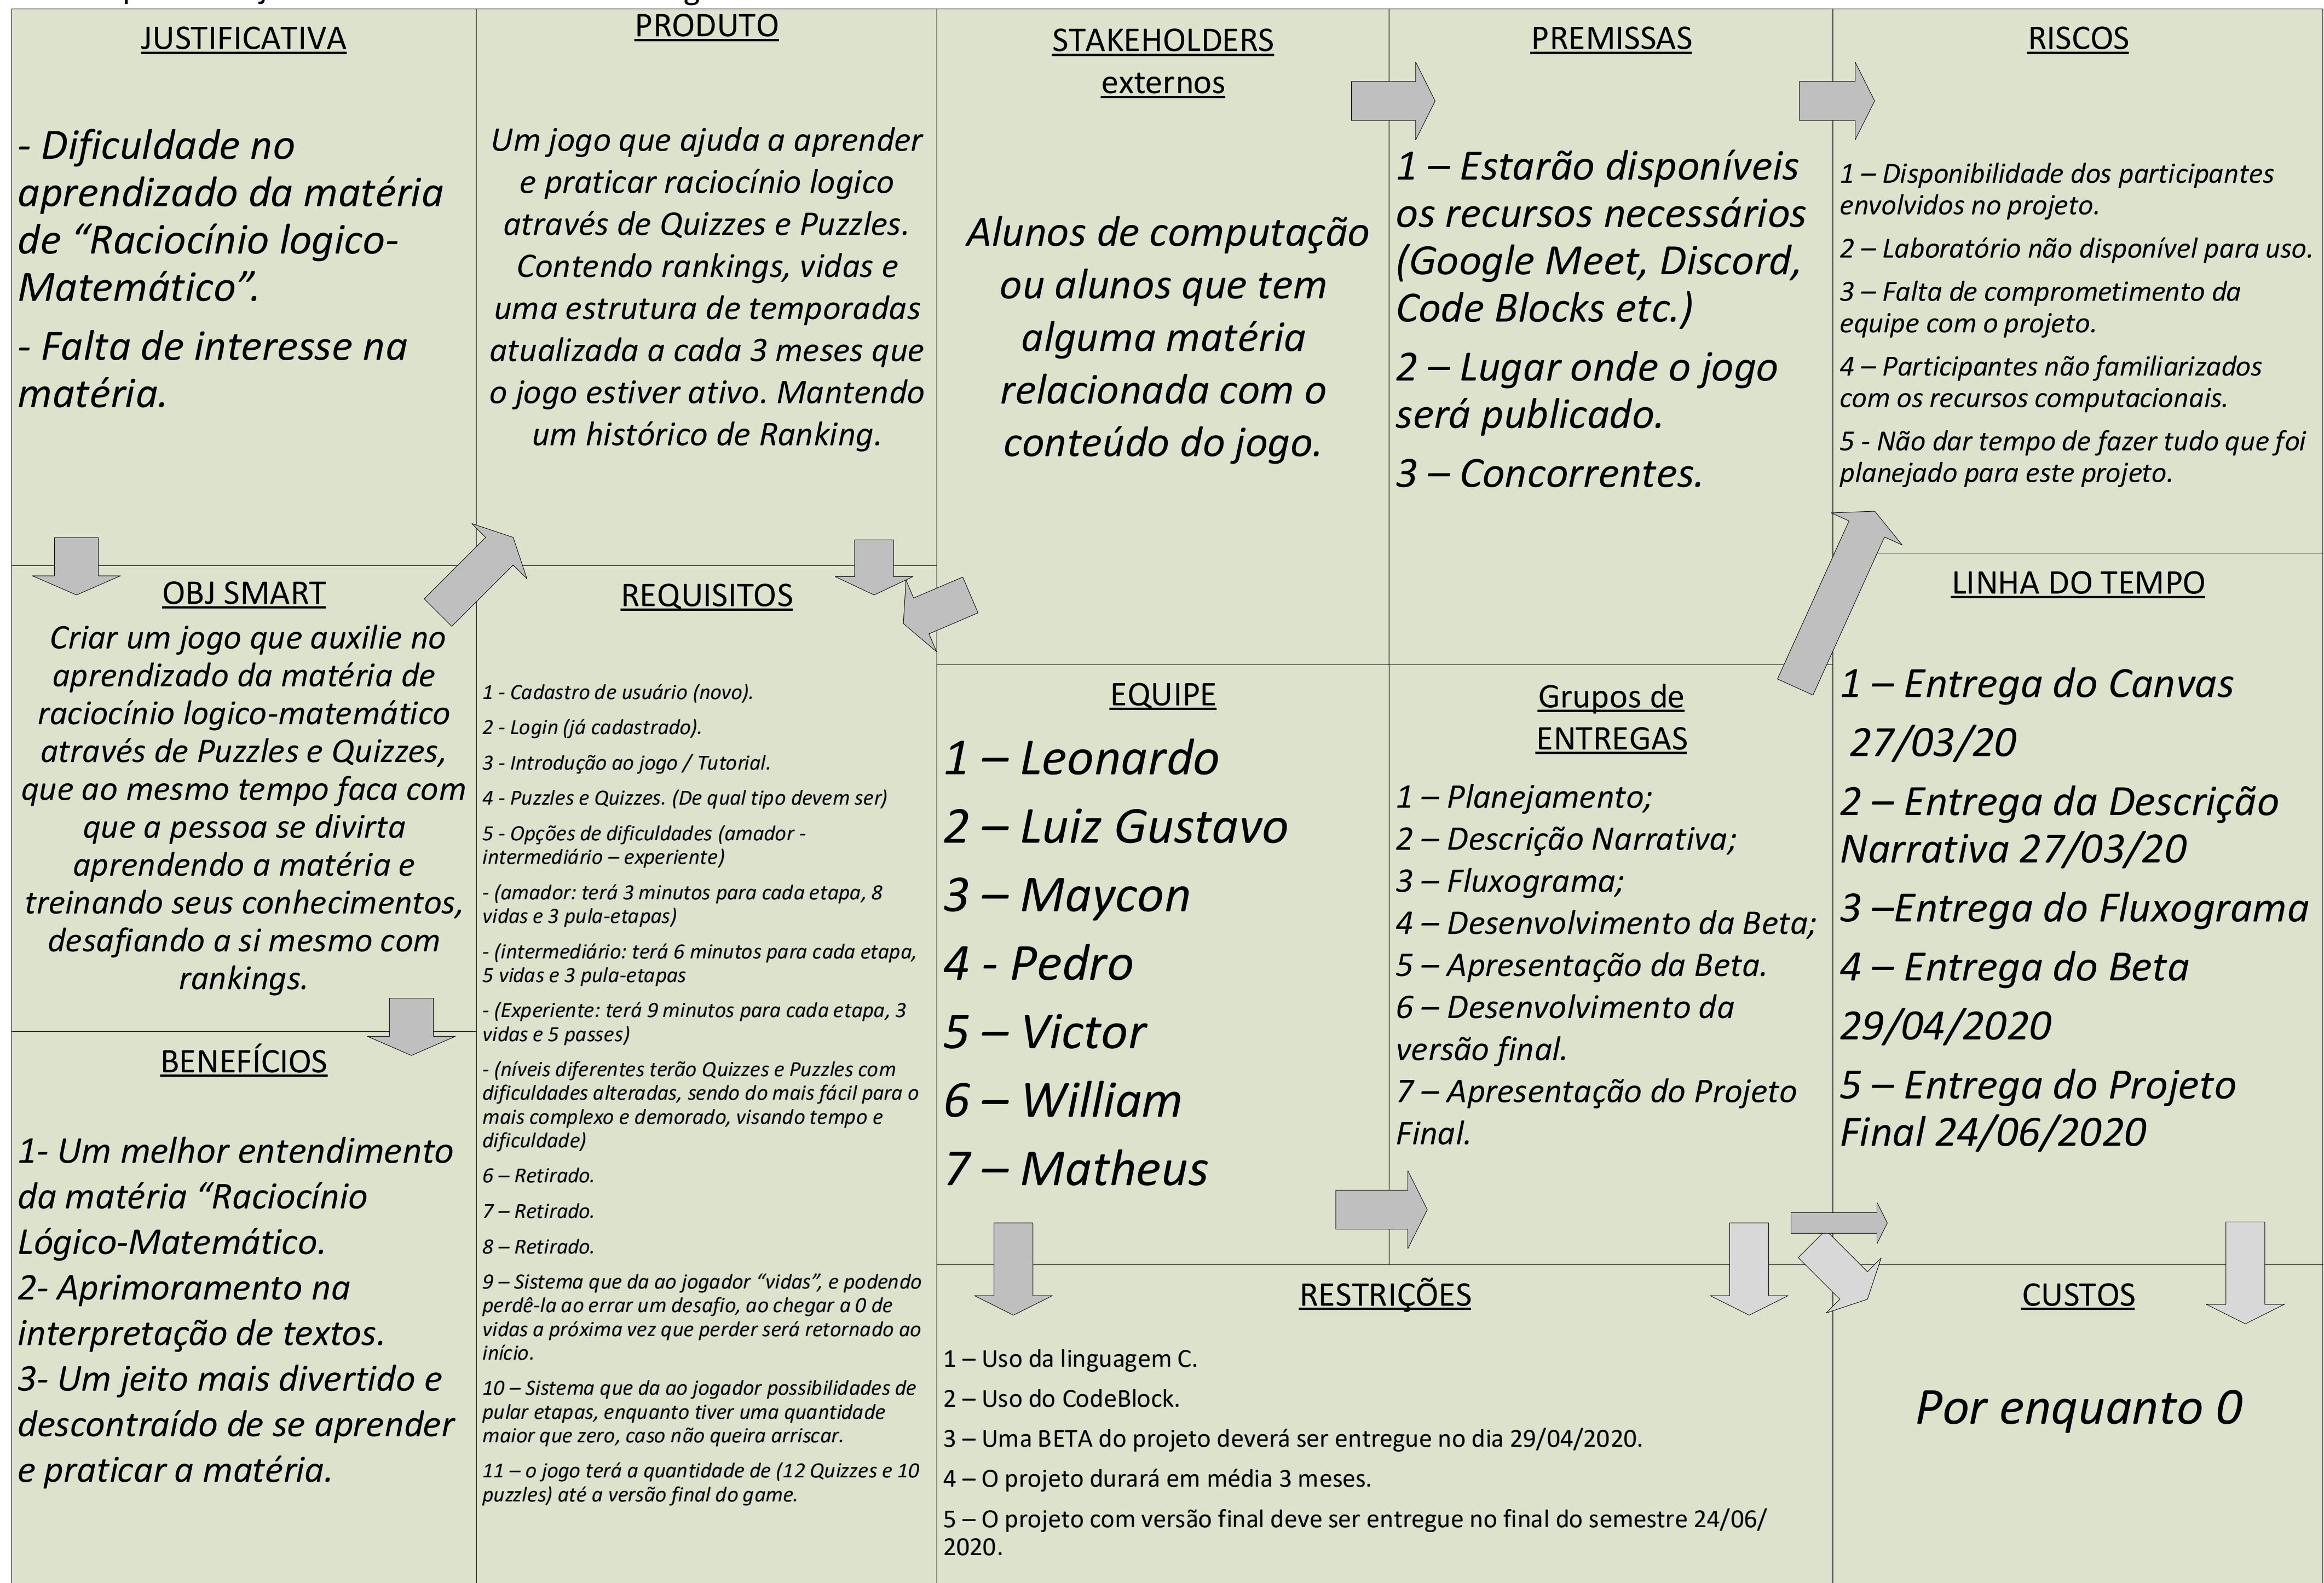 JUSTIFICATIVA
- Dificuldade no
aprendizado da matéria
de “Raciocínio logico-
Matemático”.
- Falta de interesse na
matéria.
OBJ SMART
Criar um jogo que auxilie no
aprendizado da matéria de
raciocínio logico-matemático
através de Puzzles e Quizzes,
que ao mesmo tempo faca com
que a pessoa se divirta
aprendendo a matéria e
treinando seus conhecimentos,
desafiando a si mesmo com
rankings.
BENEFÍCIOS
1- Um melhor entendimento
da matéria “Raciocínio
Lógico-Matemático.
2- Aprimoramento na
interpretação de textos.
3- Um jeito mais divertido e
descontraído de se aprender
e praticar a matéria.
PRODUTO
Um jogo que ajuda a aprender
e praticar raciocínio logico
através de Quizzes e Puzzles.
Contendo rankings, vidas e
uma estrutura de temporadas
atualizada a cada 3 meses que
o jogo estiver ativo. Mantendo
um histórico de Ranking.
REQUISITOS
1 - Cadastro de usuário (novo).
2 - Login (já cadastrado).
3 - Introdução ao jogo / Tutorial.
4 - Puzzles e Quizzes. (De qual tipo devem ser)
5 - Opções de dificuldades (amador -
intermediário – experiente)
- (amador: terá 3 minutos para cada etapa, 8
vidas e 3 pula-etapas)
- (intermediário: terá 6 minutos para cada etapa,
5 vidas e 3 pula-etapas
- (Experiente: terá 9 minutos para cada etapa, 3
vidas e 5 passes)
- (níveis diferentes terão Quizzes e Puzzles com
dificuldades alteradas, sendo do mais fácil para o
mais complexo e demorado, visando tempo e
dificuldade)
6 – Retirado.
7 – Retirado.
8 – Retirado.
9 – Sistema que da ao jogador “vidas”, e podendo
perdê-la ao errar um desafio, ao chegar a 0 de
vidas a próxima vez que perder será retornado ao
início.
10 – Sistema que da ao jogador possibilidades de
pular etapas, enquanto tiver uma quantidade
maior que zero, caso não queira arriscar.
11 – o jogo terá a quantidade de (12 Quizzes e 10
puzzles) até a versão final do game.
STAKEHOLDERS
externos
Alunos de computação
ou alunos que tem
alguma matéria
relacionada com o
conteúdo do jogo.
EQUIPE
1 – Leonardo
2 – Luiz Gustavo
3 – Maycon
4 - Pedro
5 – Victor
6 – William
7 – Matheus
PREMISSAS
1 – Estarão disponíveis
os recursos necessários
(Google Meet, Discord,
Code Blocks etc.)
2 – Lugar onde o jogo
será publicado.
3 – Concorrentes.
Grupos de
ENTREGAS
1 – Planejamento;
2 – Descrição Narrativa;
3 – Fluxograma;
4 – Desenvolvimento da Beta;
5 – Apresentação da Beta.
6 – Desenvolvimento da
versão final.
7 – Apresentação do Projeto
Final.
RISCOS
1 – Disponibilidade dos participantes
envolvidos no projeto.
2 – Laboratório não disponível para uso.
3 – Falta de comprometimento da
equipe com o projeto.
4 – Participantes não familiarizados
com os recursos computacionais.
5 - Não dar tempo de fazer tudo que foi
planejado para este projeto.
LINHA DO TEMPO
1 – Entrega do Canvas
27/03/20
2 – Entrega da Descrição
Narrativa 27/03/20
3 –Entrega do Fluxograma
4 – Entrega do Beta
29/04/2020
5 – Entrega do Projeto
Final 24/06/2020
RESTRIÇÕES
1 – Uso da linguagem C.
2 – Uso do CodeBlock.
3 – Uma BETA do projeto deverá ser entregue no dia 29/04/2020.
4 – O projeto durará em média 3 meses.
5 – O projeto com versão final deve ser entregue no final do semestre 24/06/
2020.
CUSTOS
Por enquanto 0